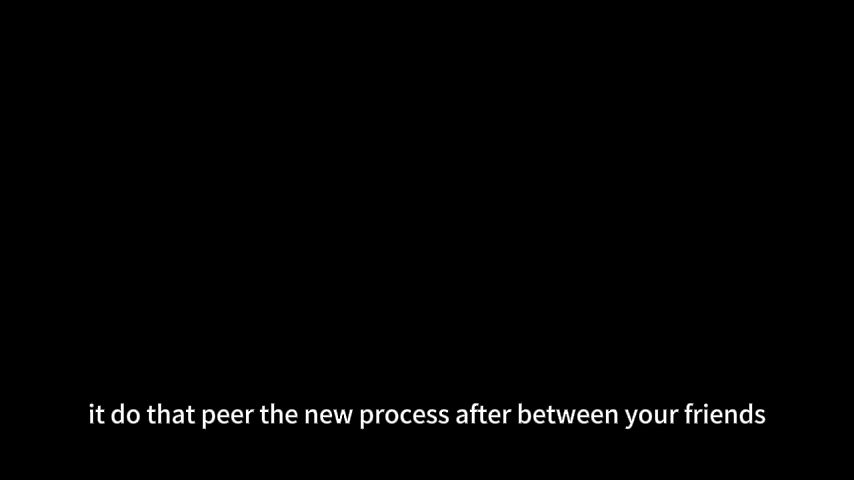 it do that peer the new process after between your friends